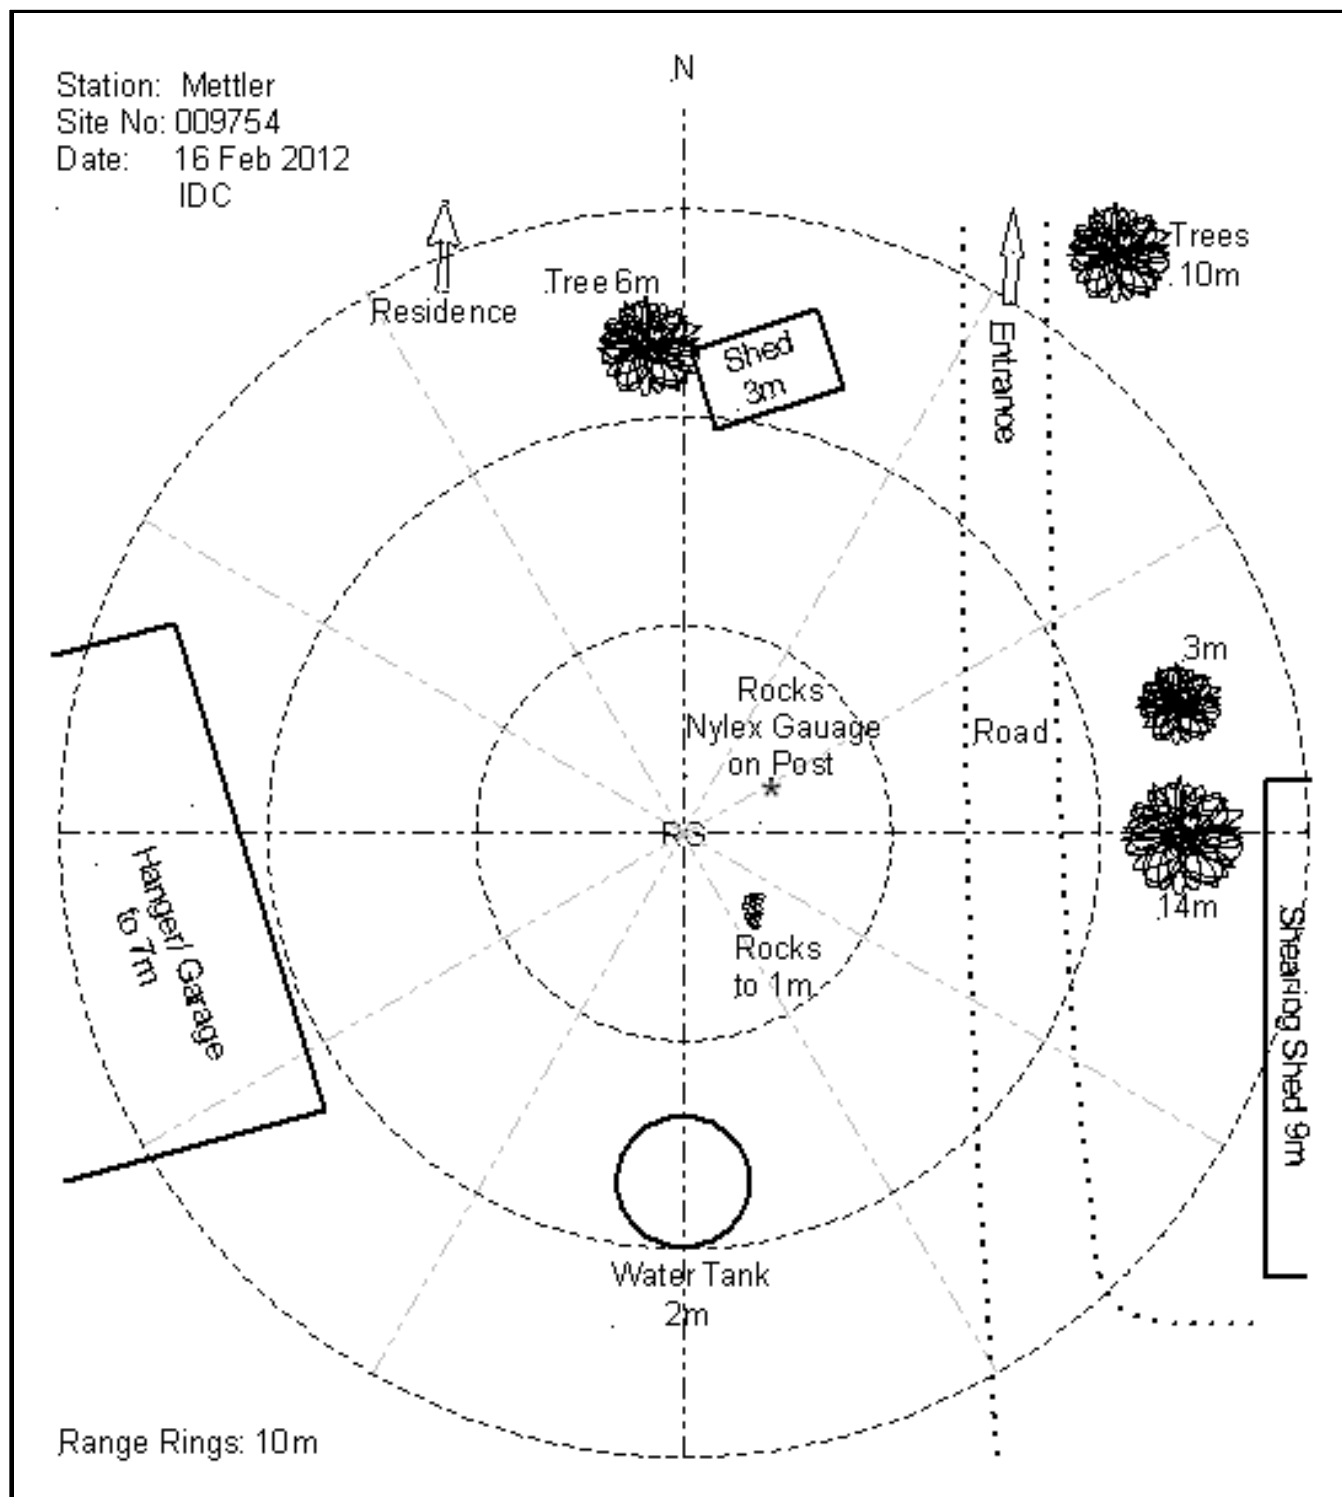 N
Station: Mettler
Site No: 009754
Date: 16 Feb 2012
IDC
Trees
10m
Tree 6m
Residence
Shed
3m
Entrance
3m
Rocks
Nylex Gauage
on Post
Road
RG
14m
Hanger/ Garage
to 7m
Rocks
to 1m
Shearing Shed 9m
Water Tank
2m
Range Rings: 10m